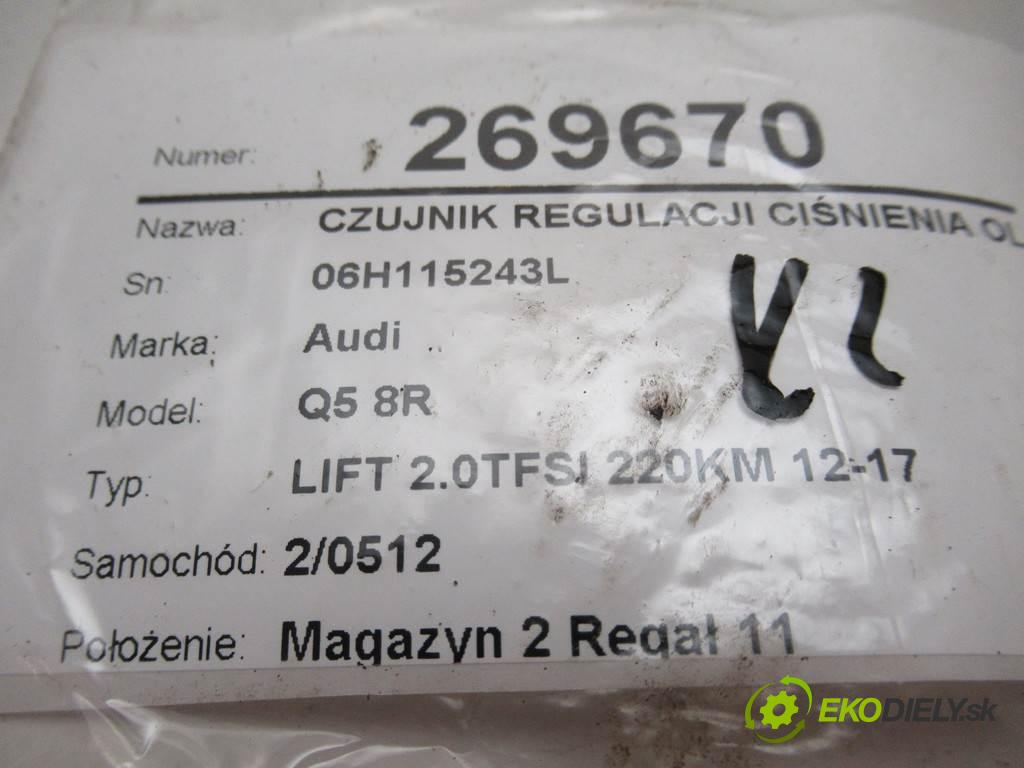 Numer: 269670
Nazwa: CZUJNIK REGULACJI CIŚNIENIA OL
Sn: 06H115243L
Marka: Audi
Model: Q5 8R
Typ: LIFT 2.0TFSI 220KM 12-17
Samochód: 2/0512
Położenie: Magazyn 2 Regał 11
EKODIELY.sk